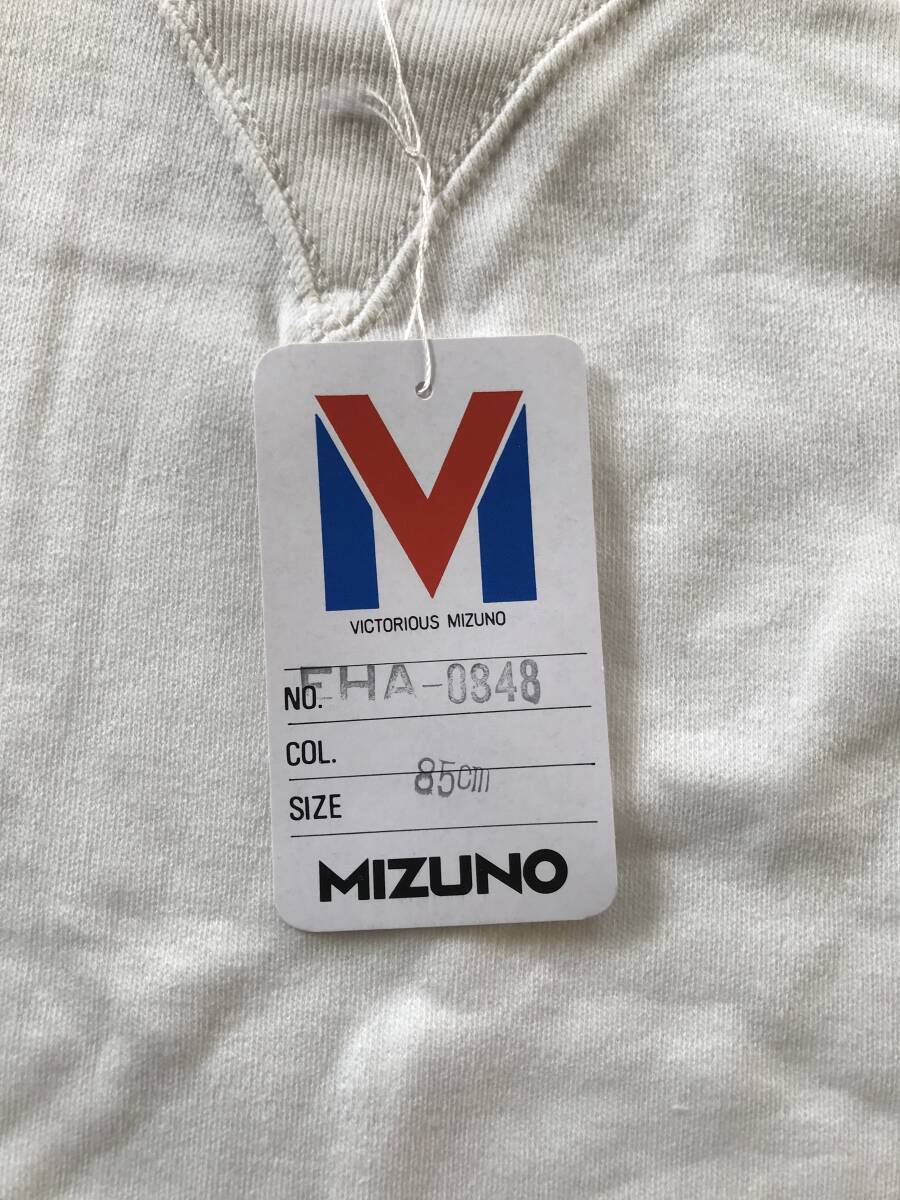 VICTORIOUS MIZUNO
NO. EHA-0848
COL.
SIZE 85cm
MIZUNO